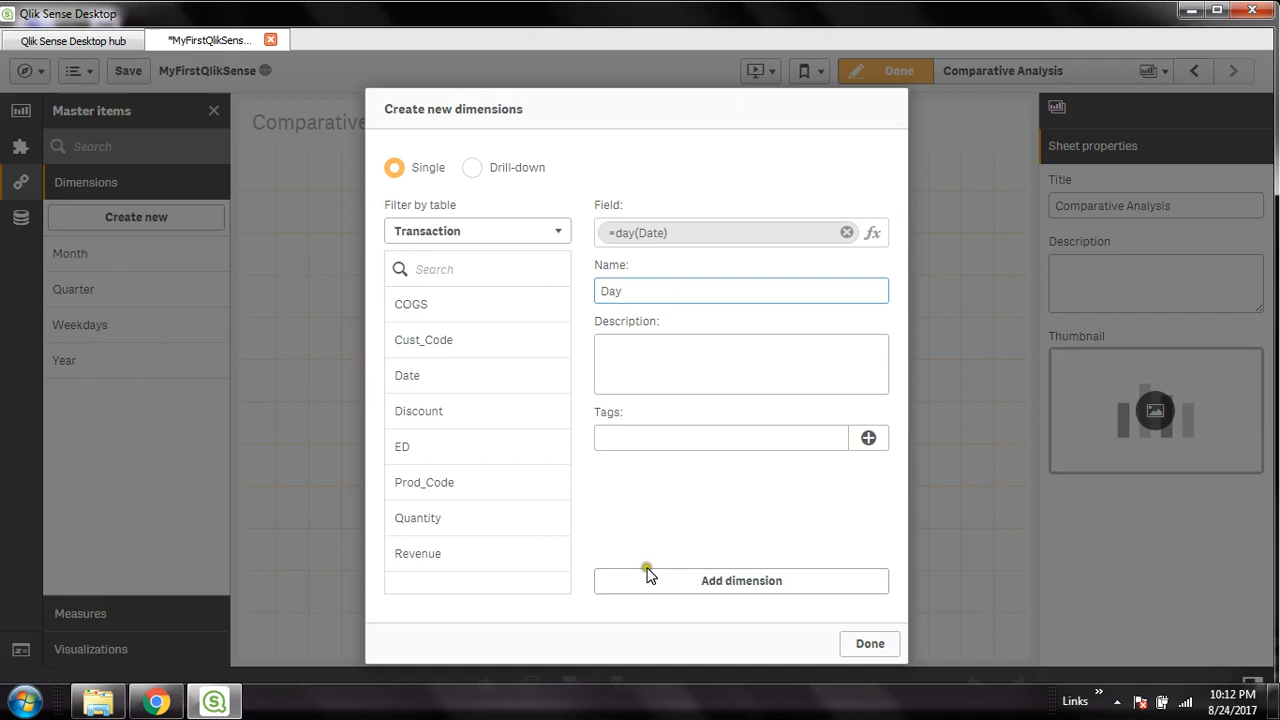 Qlik Sense Desktop
Qlik Sense Desktop hub
*MyFirstQlikSens...
Save
MyFirstQlikSense
Done
Comparative Analysis
Master items
Search
Dimensions
Create new
Month
Quarter
Weekdays
Year
Measures
Visualizations
Comparative
Create new dimensions
Single
Drill-down
Filter by table
Transaction
Search
COGS
Cust_Code
Date
Discount
ED
Prod_Code
Quantity
Revenue
Field:
=day(Date)
fx
Name:
Day
Description:
Tags:
Add dimension
Done
Sheet properties
Title
Comparative Analysis
Description
Thumbnail
Links
10:12 PM
8/24/2017